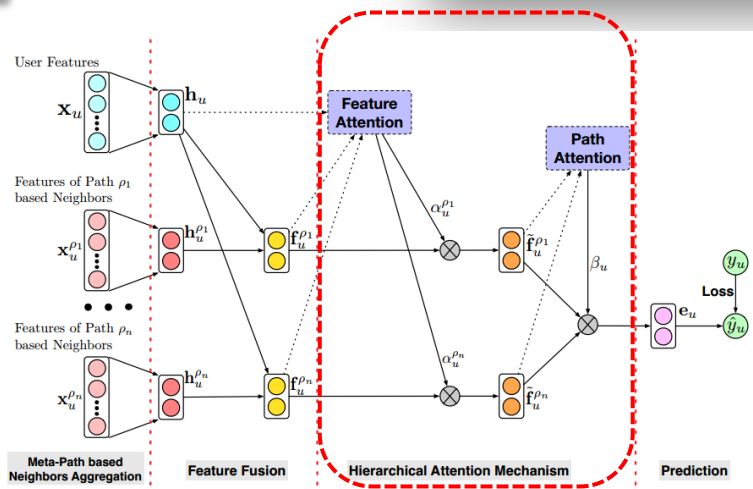 User Features
x_u
h_u
Feature
Attention
Path
Attention
Features of Path ρ₁
based Neighbors
x_u^{ρ₁}
h_u^{ρ₁}
f_u^{ρ₁}
α_u^{ρ₁}
f̃_u^{ρ₁}
β_u
y_u
Loss
e_u
ŷ_u
Features of Path ρₙ
based Neighbors
x_u^{ρₙ}
h_u^{ρₙ}
f_u^{ρₙ}
α_u^{ρₙ}
f̃_u^{ρₙ}
Meta-Path based
Neighbors Aggregation
Feature Fusion
Hierarchical Attention Mechanism
Prediction